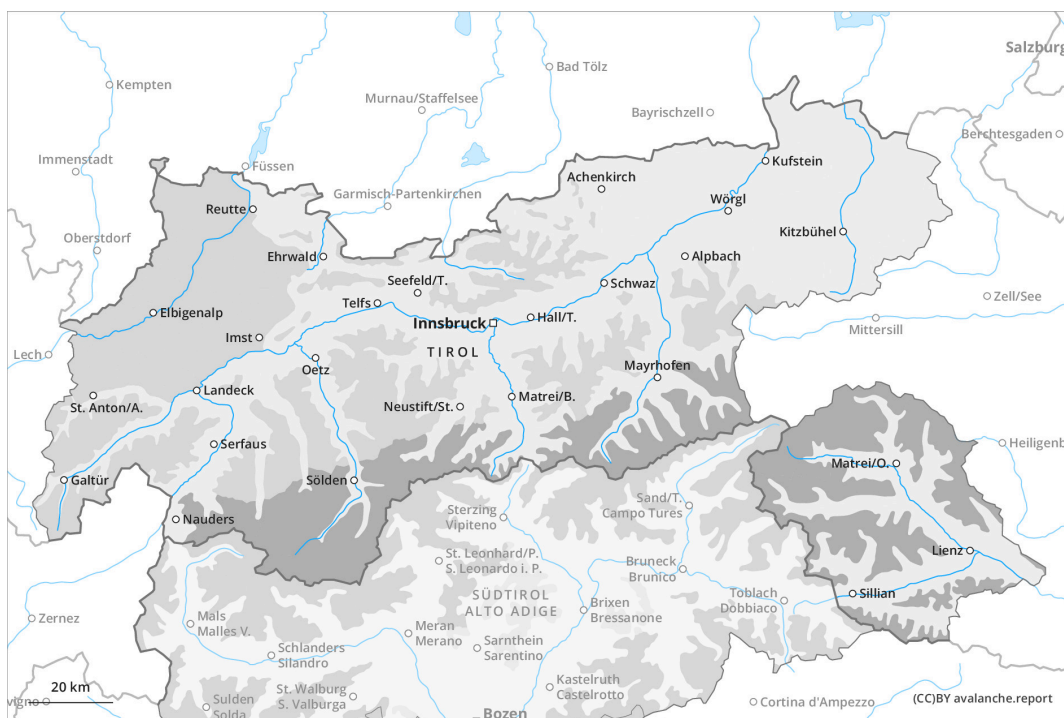 Salzburg
Kempten
Bad Tölz
Murnau/Staffelsee
Bayrischzell
Berchtesgaden
Immenstadt
Füssen
Kufstein
Achenkirch
Garmisch-Partenkirchen
Reutte
Wörgl
Oberstdorf
Kitzbühel
Ehrwald
Alpbach
Seefeld/T.
Schwaz
Zell/See
Telfs
Elbigenalp
Innsbruck
Hall/T.
Mittersill
Imst
Lech
TIROL
Oetz
Mayrhofen
Landeck
St. Anton/A.
Neustift/St.
Matrei/B.
Serfaus
Heiligenb
Matrei/O.
Galtür
Sölden
Sand/T.
Campo Tures
Sterzing
Vipiteno
Nauders
Lienz
St. Leonhard/P.
S. Leonardo i. P.
Bruneck
Brunico
SÜDTIROL
ALTO ADIGE
Sillian
Toblach
Dobbiaco
Brixen
Bressanone
Mals
Malles V.
Zernez
Meran
Merano
Sarnthein
Sarentino
Schlanders
Silandro
20 km
St. Walburg
S. Valburga
Kastelruth
Castelrotto
vigno
Sulden
Solda
Cortina d'Ampezzo
(CC)BY avalanche.report
Bozen